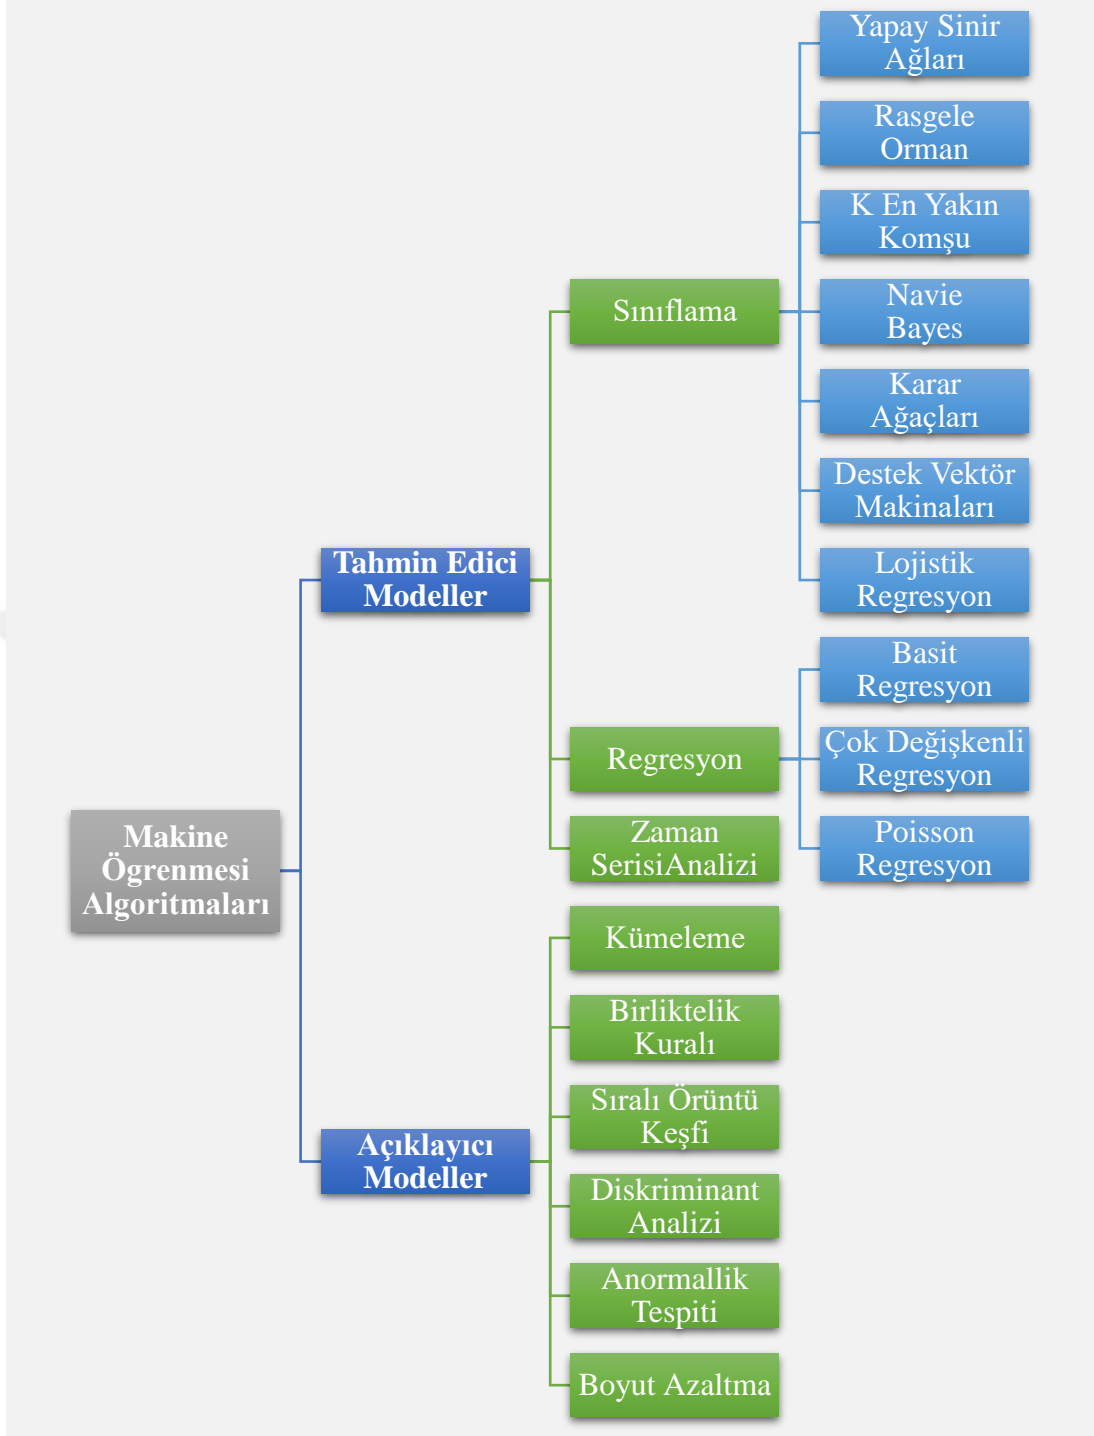 Yapay Sinir
Ağları
Rasgele
Orman
K En Yakın
Komşu
Sınıflama
Navie
Bayes
Karar
Ağaçları
Destek Vektör
Makinaları
Tahmin Edici
Modeller
Lojistik
Regresyon
Basit
Regresyon
Regresyon
Çok Değişkenli
Regresyon
Makine
Ögrenmesi
Algoritmaları
Zaman
SerisiAnalizi
Poisson
Regresyon
Kümeleme
Birliktelik
Kuralı
Sıralı Örüntü
Keşfi
Açıklayıcı
Modeller
Diskriminant
Analizi
Anormallik
Tespiti
Boyut Azaltma